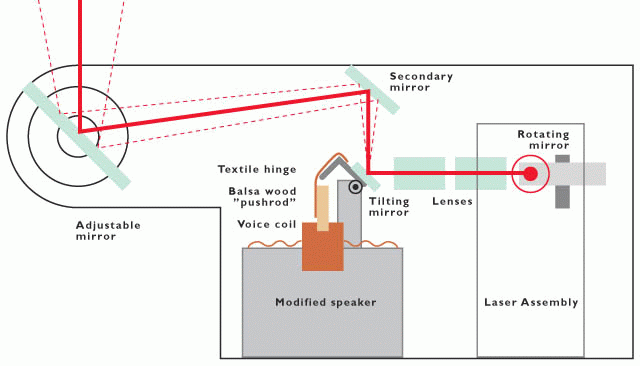 Secondary
mirror
Rotating
mirror
Textile hinge
Balsa wood
”pushrod”
Tilting
mirror
Lenses
Voice coil
Adjustable
mirror
Modified speaker
Laser Assembly